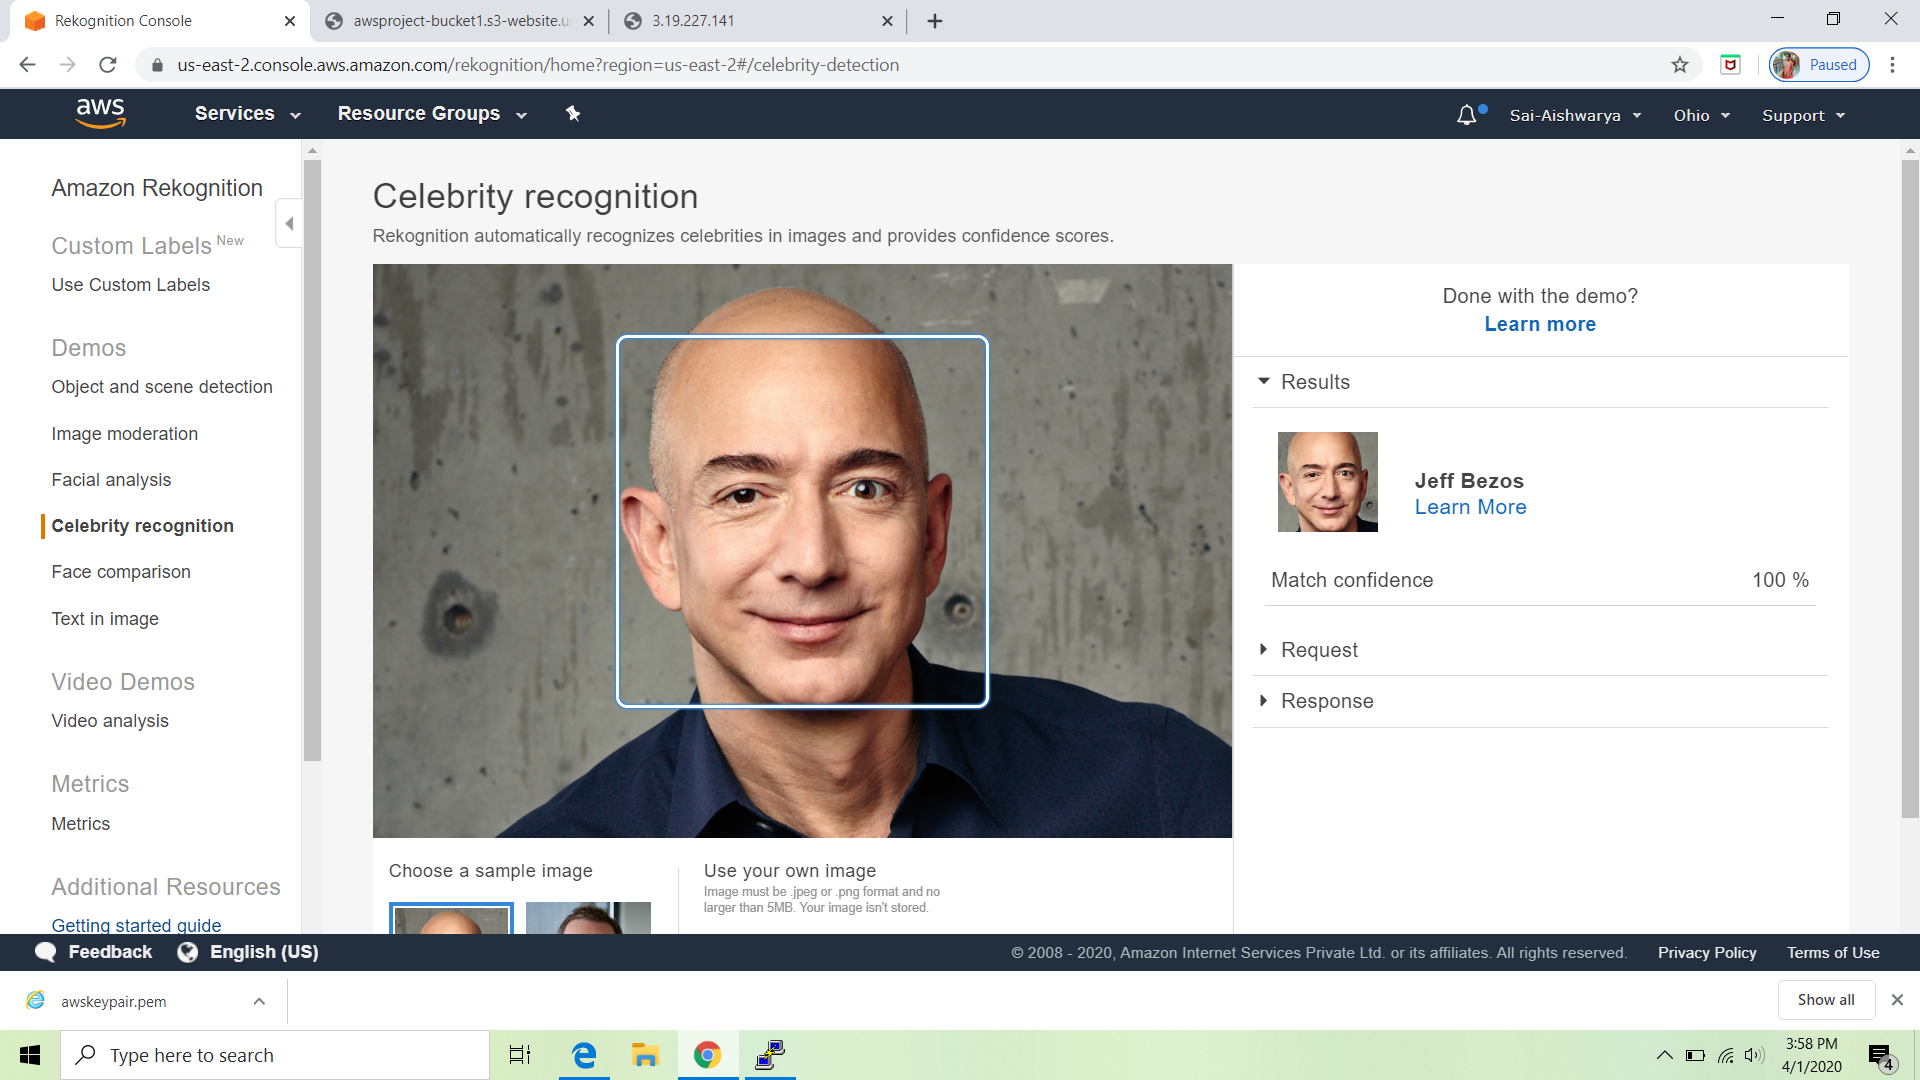 Rekognition Console
awsproject-bucket1.s3-website.u
3.19.227.141
us-east-2.console.aws.amazon.com/rekognition/home?region=us-east-2#/celebrity-detection
Paused
aws
Services
Resource Groups
Sai-Aishwarya
Ohio
Support
Amazon Rekognition
Custom Labels New
Use Custom Labels
Demos
Object and scene detection
Image moderation
Facial analysis
Celebrity recognition
Face comparison
Text in image
Video Demos
Video analysis
Metrics
Metrics
Additional Resources
Getting started guide
Celebrity recognition
Rekognition automatically recognizes celebrities in images and provides confidence scores.
Done with the demo?
Learn more
Results
Jeff Bezos
Learn More
Match confidence 100 %
Request
Response
Choose a sample image
Use your own image
Image must be .jpeg or .png format and no
larger than 5MB. Your image isn't stored.
Feedback
English (US)
© 2008 - 2020, Amazon Internet Services Private Ltd. or its affiliates. All rights reserved.
Privacy Policy
Terms of Use
awskeypair.pem
Show all
Type here to search
3:58 PM
4/1/2020
4